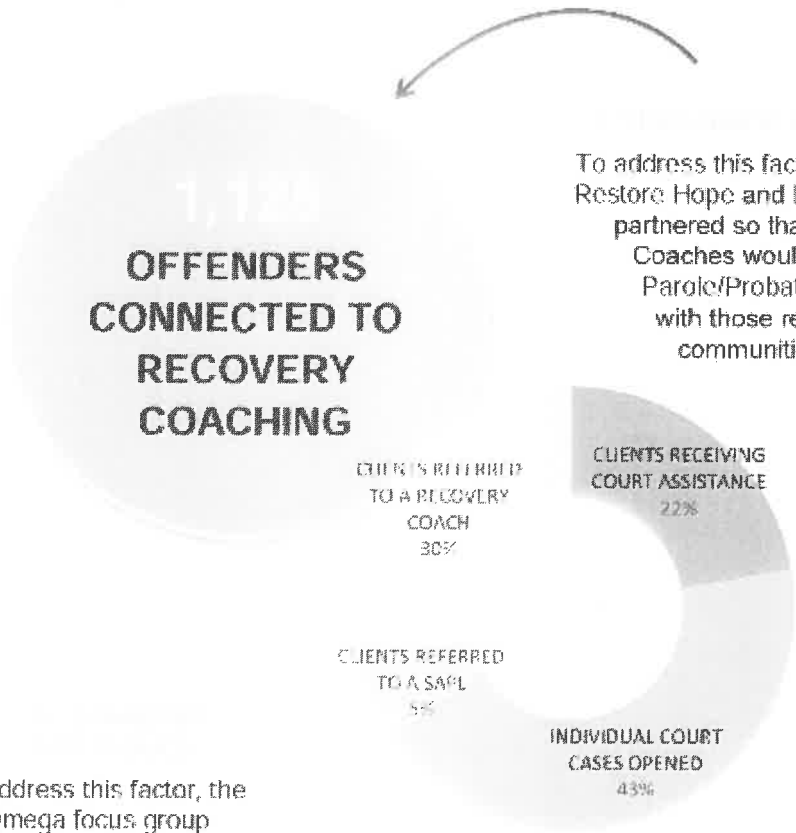 OFFENDERS
CONNECTED TO
RECOVERY
COACHING
To address this fac
Restore Hope and
partnered so tha
Coaches woul
Parole/Probat
with those re
communiti
CLIENTS RECEIVING
COURT ASSISTANCE
22%
CLIENTS REFERRED
TO A RECOVERY
COACH
30%
CLIENTS REFERRED
TO A
5%
INDIVIDUAL COURT
CASES OPENED
43%
ddress this factor, the
mega focus group